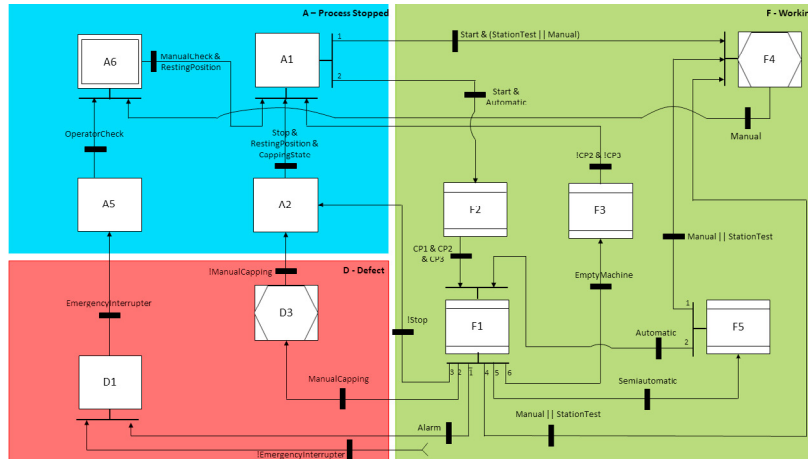 A – Process Stopped
F - Workin
A6
ManualCheck &
RestingPosition
A1
1
2
Start & (StationTest || Manual)
F4
Start &
Automatic
OperatorCheck
Stop &
RestingPosition &
CappingState
Manual
!CP2 & !CP3
A5
A2
F2
F3
CP1 & CP2
& CP3
Manual || StationTest
D - Defect
!ManualCapping
EmptyMachine
EmergencyInterrupter
D3
!Stop
F1
Automatic
1
2
F5
3 2 1 4 5 6
D1
ManualCapping
Semiautomatic
Alarm
Manual || StationTest
!EmergencyInterrupter